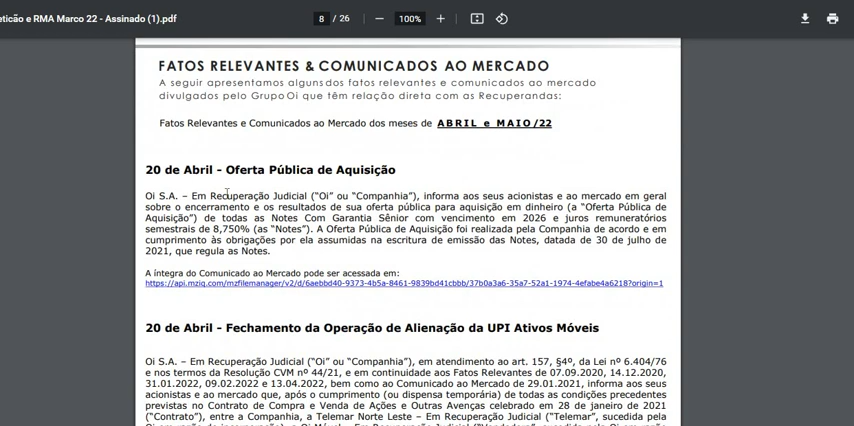 etição e RMA Marco 22 - Assinado (1).pdf
8 / 26
100%
FATOS RELEVANTES & COMUNICADOS AO MERCADO
A seguir apresentamos alguns dos fatos relevantes e comunicados ao mercado
divulgados pelo Grupo Oi que têm relação direta com as Recuperandas:
Fatos Relevantes e Comunicados ao Mercado dos meses de ABRIL e MAIO/22
20 de Abril - Oferta Pública de Aquisição
Oi S.A. – Em Recuperação Judicial ("Oi" ou "Companhia"), informa aos seus acionistas e ao mercado em geral
sobre o encerramento e os resultados de sua oferta pública para aquisição em dinheiro (a "Oferta Pública de
Aquisição") de todas as Notes Com Garantia Sênior com vencimento em 2026 e juros remuneratórios
semestrais de 8,750% (as "Notes"). A Oferta Pública de Aquisição foi realizada pela Companhia de acordo e em
cumprimento às obrigações por ela assumidas na escritura de emissão das Notes, datada de 30 de julho de
2021, que regula as Notes.
A íntegra do Comunicado ao Mercado pode ser acessada em:
https://api.mziq.com/mzfilemanager/v2/d/6aebbd40-9373-4b5a-8461-9839bd41cbbb/37b0a3a6-35a7-52a1-1974-4efabe4a6218?origin=1
20 de Abril - Fechamento da Operação de Alienação da UPI Ativos Móveis
Oi S.A. – Em Recuperação Judicial ("Oi" ou "Companhia"), em atendimento ao art. 157, §4º, da Lei nº 6.404/76
e nos termos da Resolução CVM nº 44/21, e em continuidade aos Fatos Relevantes de 07.09.2020, 14.12.2020,
31.01.2022, 09.02.2022 e 13.04.2022, bem como ao Comunicado ao Mercado de 29.01.2021, informa aos seus
acionistas e ao mercado que, após o cumprimento (ou dispensa temporária) de todas as condições precedentes
previstas no Contrato de Compra e Venda de Ações e Outras Avenças celebrado em 28 de janeiro de 2021
("Contrato"), entre a Companhia, a Telemar Norte Leste – Em Recuperação Judicial ("Telemar", sucedida pela